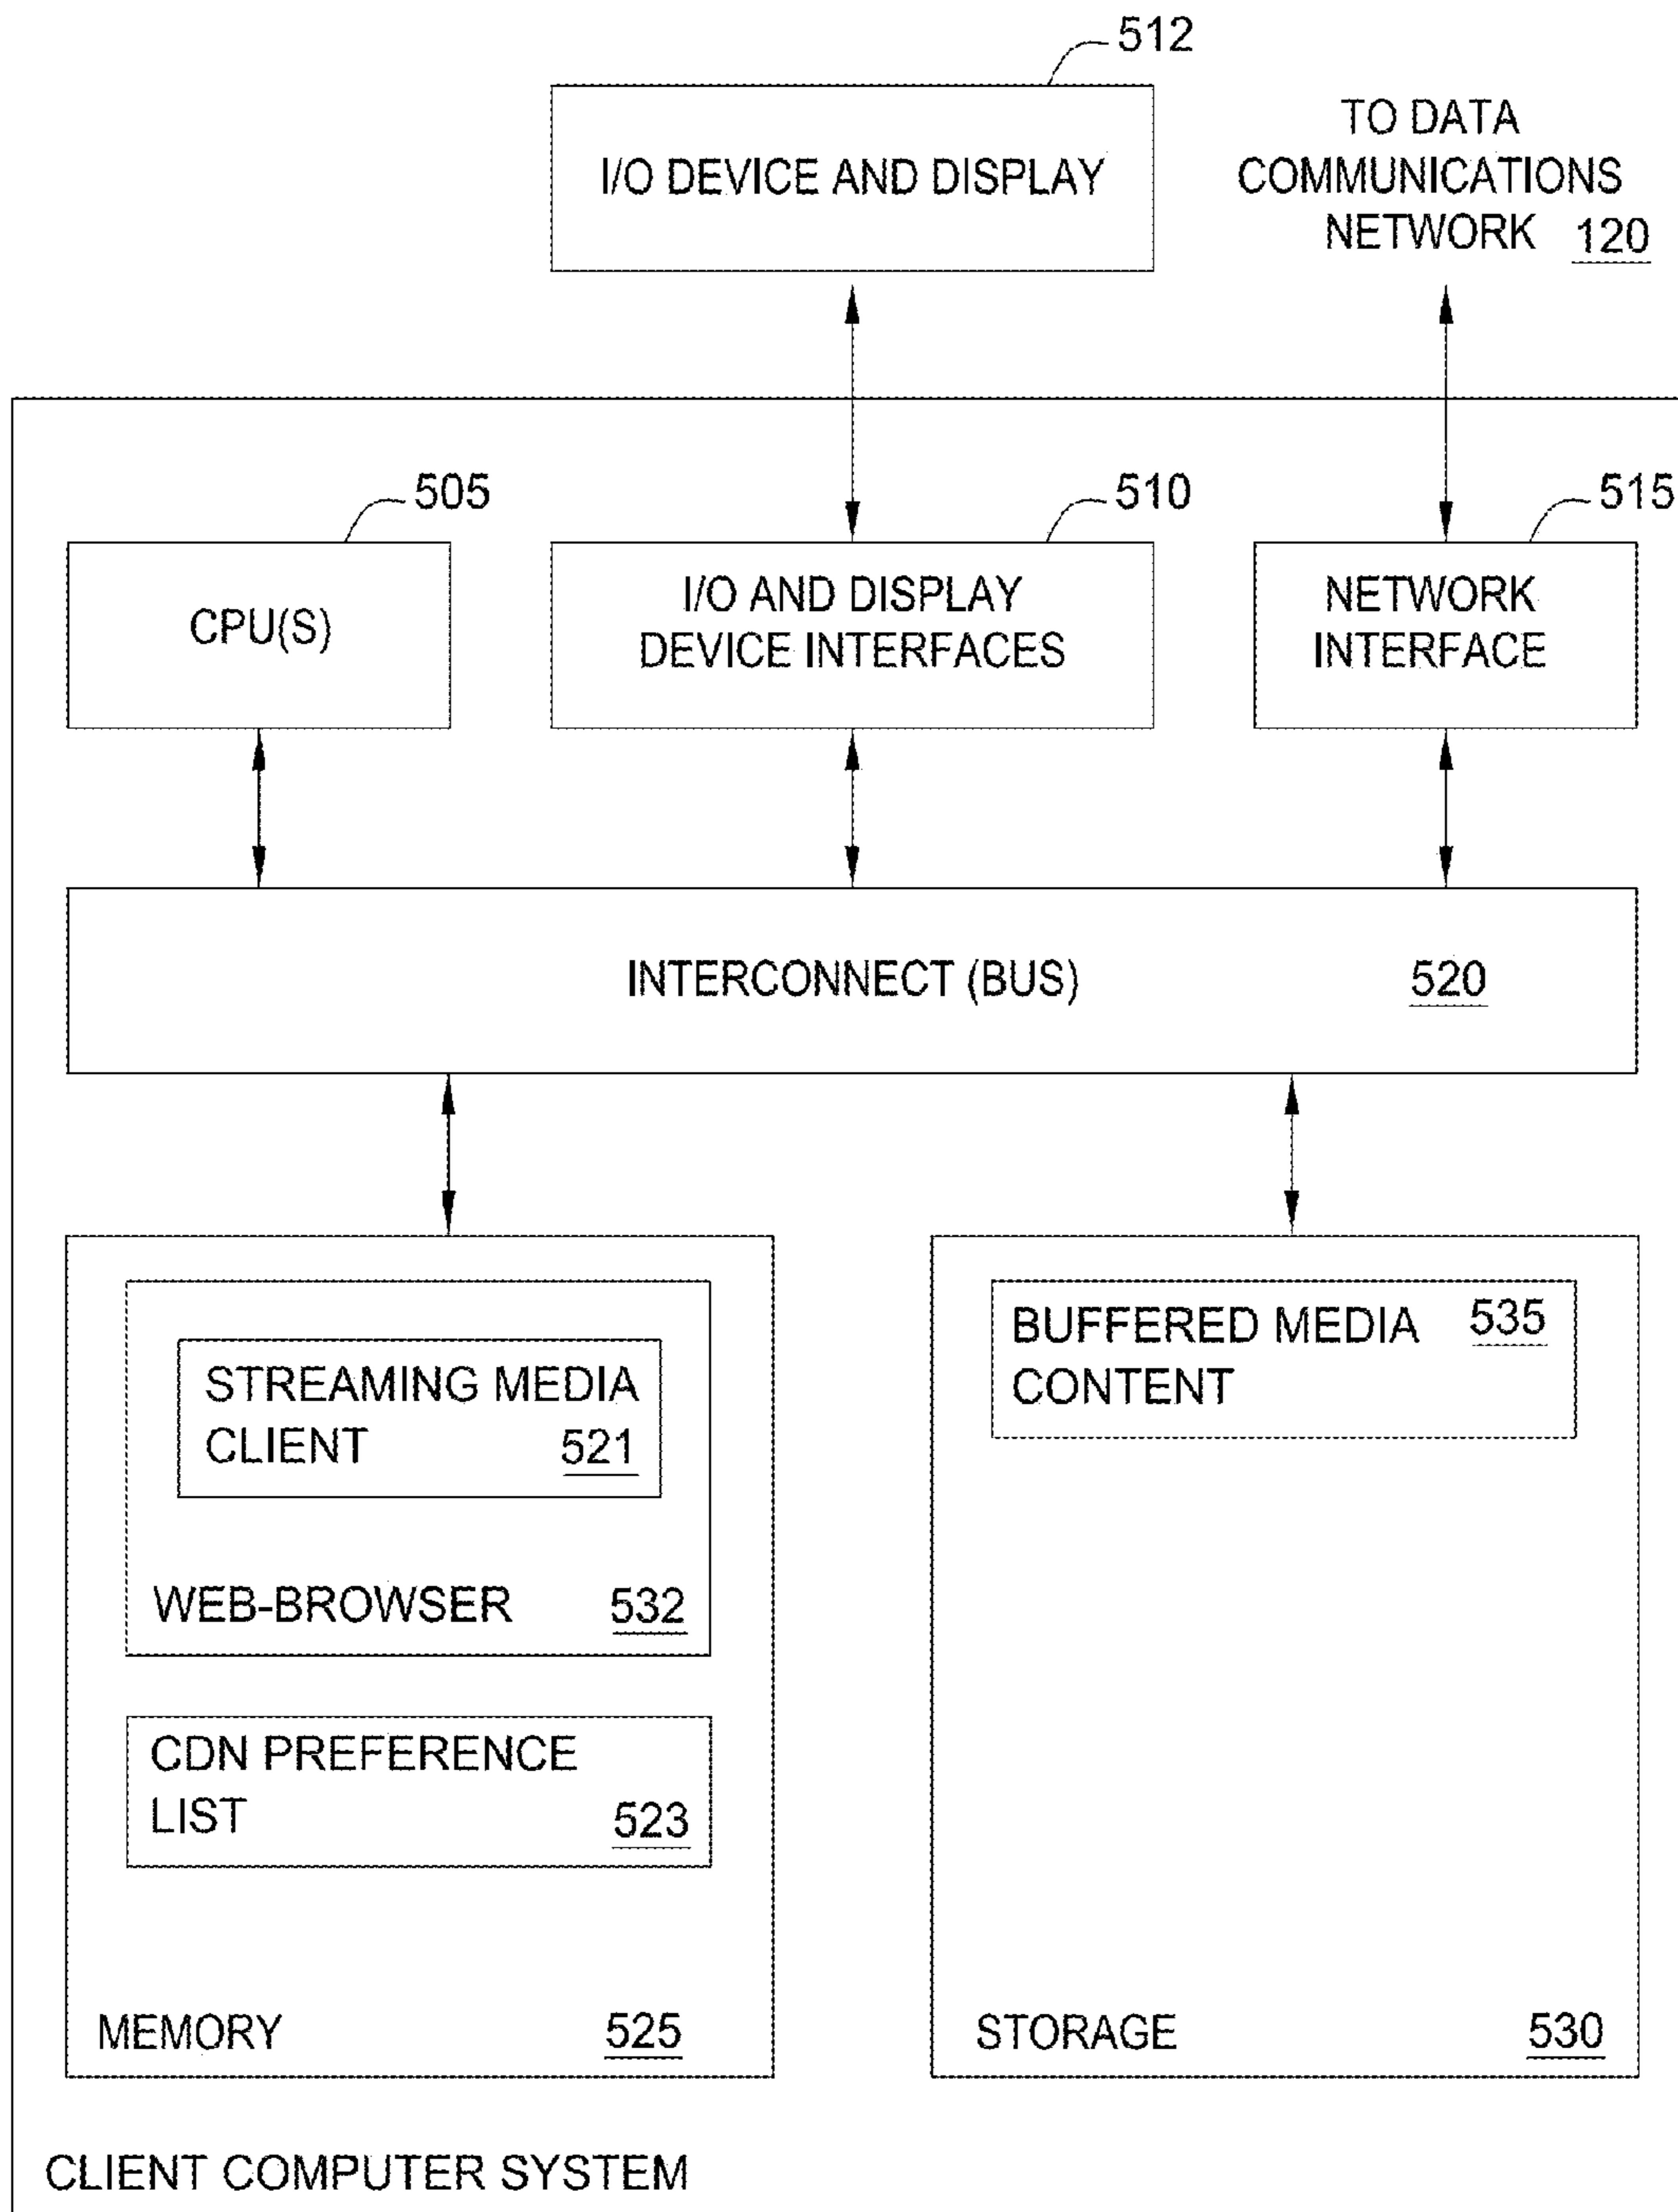 512
I/O DEVICE AND DISPLAY
TO DATA
COMMUNICATIONS
NETWORK 120
505
510
515
CPU(S)
I/O AND DISPLAY
DEVICE INTERFACES
NETWORK
INTERFACE
INTERCONNECT (BUS) 520
STREAMING MEDIA
CLIENT 521
WEB-BROWSER 532
CDN PREFERENCE
LIST 523
MEMORY 525
BUFFERED MEDIA 535
CONTENT
STORAGE 530
CLIENT COMPUTER SYSTEM